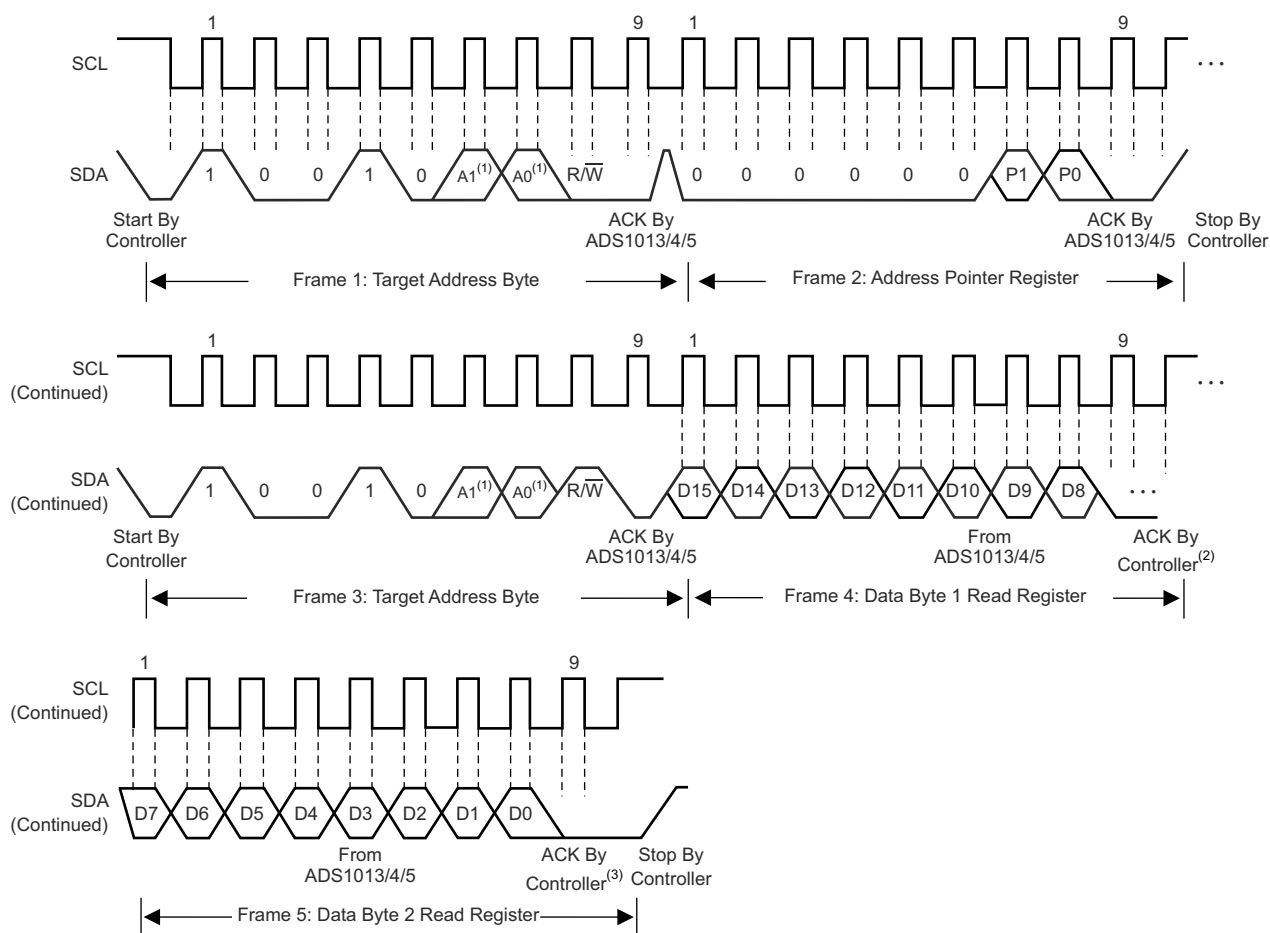 1 9 1 9
SCL ...
SDA 1 0 0 1 0 A1(1) A0(1) R/W̅ 0 0 0 0 0 0 P1 P0
Start By Controller
ACK By ADS1013/4/5
ACK By ADS1013/4/5
Stop By Controller
Frame 1: Target Address Byte
Frame 2: Address Pointer Register
1 9 1 9
SCL (Continued) ...
SDA (Continued) 1 0 0 1 0 A1(1) A0(1) R/W̅ D15 D14 D13 D12 D11 D10 D9 D8 ...
Start By Controller
ACK By ADS1013/4/5
From ADS1013/4/5
ACK By Controller(2)
Frame 3: Target Address Byte
Frame 4: Data Byte 1 Read Register
1 9
SCL (Continued)
SDA (Continued) D7 D6 D5 D4 D3 D2 D1 D0
From ADS1013/4/5
ACK By Controller(3)
Stop By Controller
Frame 5: Data Byte 2 Read Register